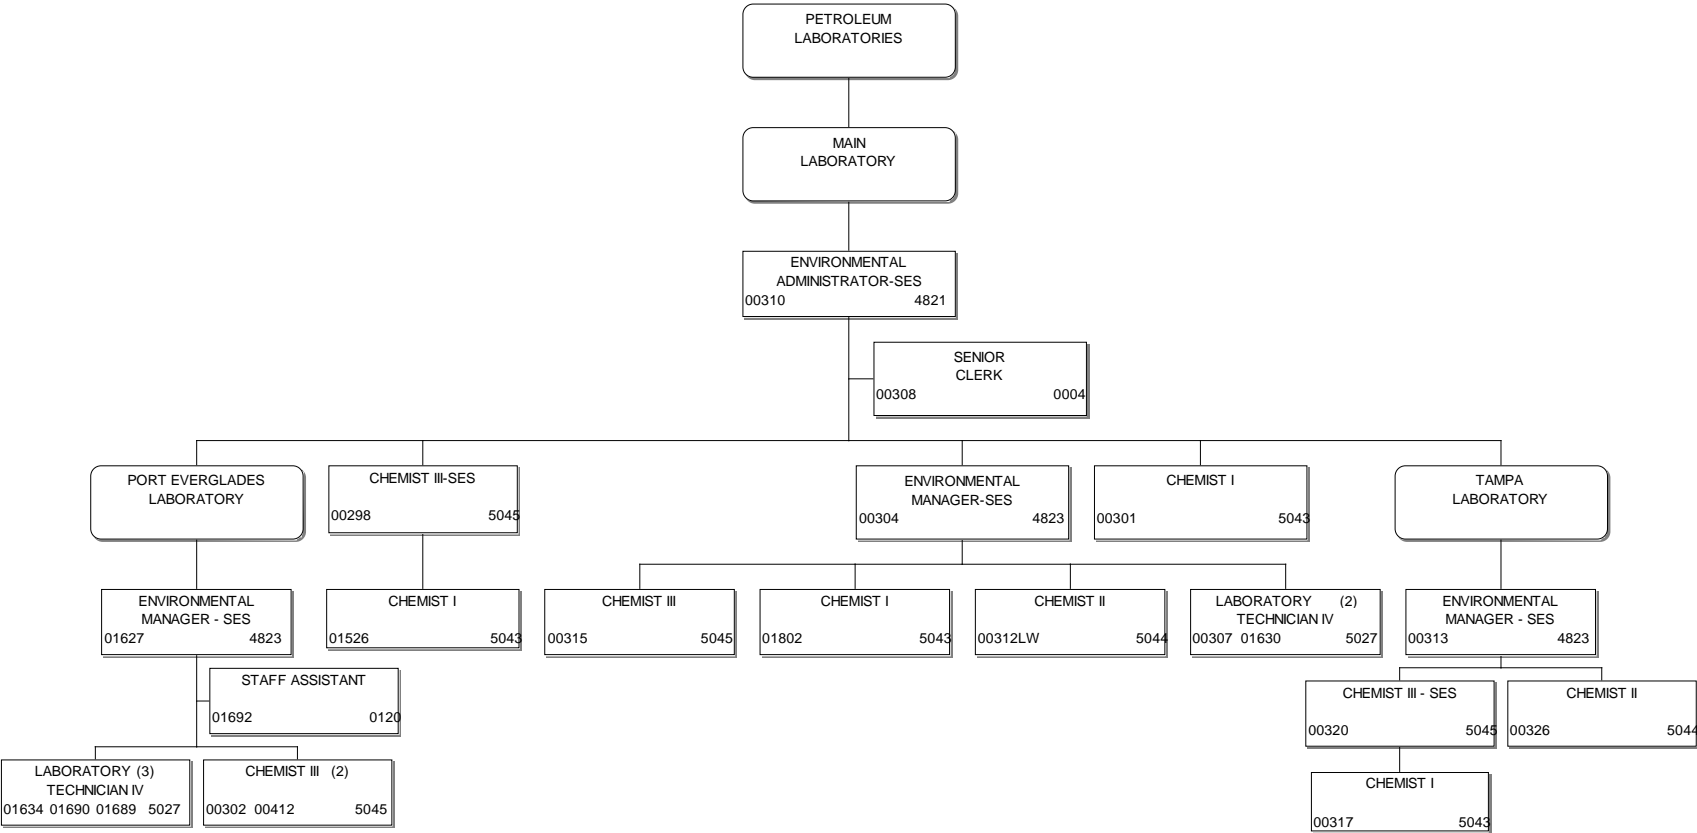 PETROLEUM
LABORATORIES
MAIN
LABORATORY
ENVIRONMENTAL
ADMINISTRATOR-SES
00310 4821
SENIOR
CLERK
00308 0004
PORT EVERGLADES
LABORATORY
CHEMIST III-SES
00298 5045
ENVIRONMENTAL
MANAGER-SES
00304 4823
CHEMIST I
00301 5043
TAMPA
LABORATORY
ENVIRONMENTAL
MANAGER - SES
01627 4823
CHEMIST I
01526 5043
CHEMIST III
00315 5045
CHEMIST I
01802 5043
CHEMIST II
00312LW 5044
LABORATORY (2)
TECHNICIAN IV
00307 01630 5027
ENVIRONMENTAL
MANAGER - SES
00313 4823
STAFF ASSISTANT
01692 0120
CHEMIST III - SES
00320 5045
CHEMIST II
00326 5044
LABORATORY (3)
TECHNICIAN IV
01634 01690 01689 5027
CHEMIST III (2)
00302 00412 5045
CHEMIST I
00317 5043